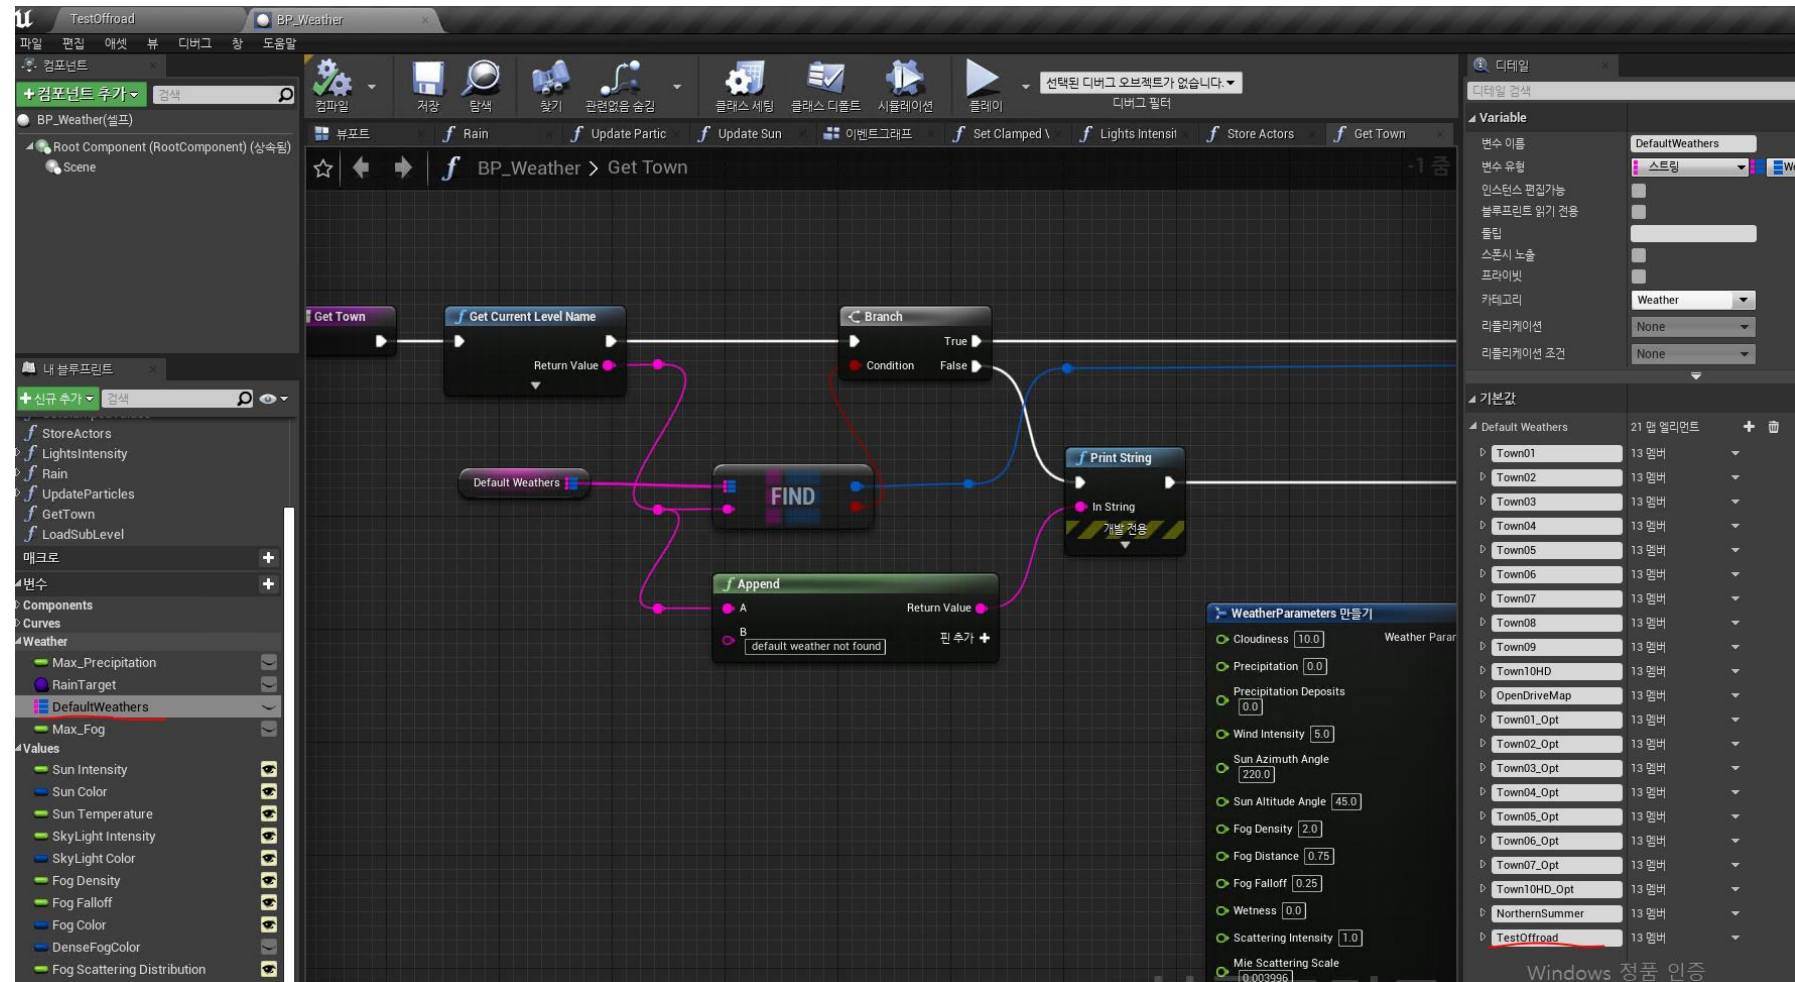 TestOffroad
BP_Weather
파일 편집 애셋 뷰 디버그 창 도움말
컴포넌트
+컴포넌트 추가
검색
BP_Weather(셀프)
Root Component (RootComponent) (상속됨)
Scene
컴파일
저장
탐색
찾기
관련없음 숨김
클래스 세팅
클래스 디폴트
시뮬레이션
플레이
선택된 디버그 오브젝트가 없습니다.
디버그 필터
뷰포트
Rain
Update Partic
Update Sun
이벤트그래프
Set Clamped \
Lights Intensit
Store Actors
Get Town
BP_Weather > Get Town
-1 줌
Get Town
Get Current Level Name
Return Value
Branch
True
Condition
False
Default Weathers
FIND
Print String
In String
개발 전용
Append
A
Return Value
B
default weather not found
핀 추가 +
WeatherParameters 만들기
Cloudiness 10.0
Weather Parar
Precipitation 0.0
Precipitation Deposits
0.0
Wind Intensity 5.0
Sun Azimuth Angle
220.0
Sun Altitude Angle 45.0
Fog Density 2.0
Fog Distance 0.75
Fog Falloff 0.25
Wetness 0.0
Scattering Intensity 1.0
Mie Scattering Scale
0.003996
내 블루프린트
+신규 추가
검색
StoreActors
LightsIntensity
Rain
UpdateParticles
GetTown
LoadSubLevel
매크로
변수
Components
Curves
Weather
Max_Precipitation
RainTarget
DefaultWeathers
Max_Fog
Values
Sun Intensity
Sun Color
Sun Temperature
SkyLight Intensity
SkyLight Color
Fog Density
Fog Falloff
Fog Color
DenseFogColor
Fog Scattering Distribution
디테일
디테일 검색
Variable
변수 이름 DefaultWeathers
변수 유형 스트링 We
인스턴스 편집가능
블루프린트 읽기 전용
툴팁
스폰시 노출
프라이빗
카테고리 Weather
리플리케이션 None
리플리케이션 조건 None
기본값
Default Weathers 21 맵 엘리먼트
Town01 13 멤버
Town02 13 멤버
Town03 13 멤버
Town04 13 멤버
Town05 13 멤버
Town06 13 멤버
Town07 13 멤버
Town08 13 멤버
Town09 13 멤버
Town10HD 13 멤버
OpenDriveMap 13 멤버
Town01_Opt 13 멤버
Town02_Opt 13 멤버
Town03_Opt 13 멤버
Town04_Opt 13 멤버
Town05_Opt 13 멤버
Town06_Opt 13 멤버
Town07_Opt 13 멤버
Town10HD_Opt 13 멤버
NorthernSummer 13 멤버
TestOffroad 13 멤버
Windows 정품 인증